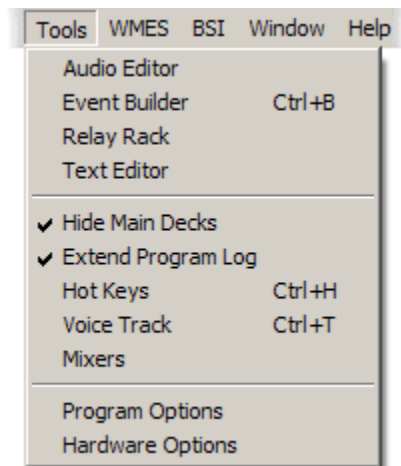 Tools WMES BSI Window Help
Audio Editor
Event Builder Ctrl+B
Relay Rack
Text Editor
Hide Main Decks
Extend Program Log
Hot Keys Ctrl+H
Voice Track Ctrl+T
Mixers
Program Options
Hardware Options